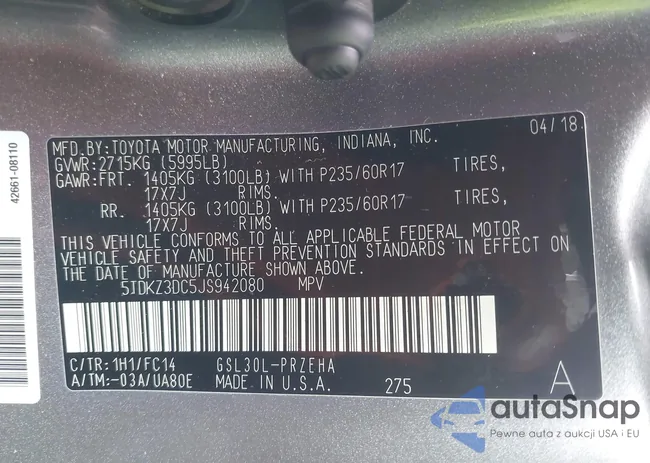 42661-08110
MFD.BY:TOYOTA MOTOR MANUFACTURING, INDIANA, INC. 04/18
GVWR:2715KG (5995LB)
GAWR:FRT. 1405KG (3100LB) WITH P235/60R17 TIRES,
17X7J RIMS.
RR. 1405KG (3100LB) WITH P235/60R17 TIRES,
17X7J RIMS.
THIS VEHICLE CONFORMS TO ALL APPLICABLE FEDERAL MOTOR
VEHICLE SAFETY AND THEFT PREVENTION STANDARDS IN EFFECT ON
THE DATE OF MANUFACTURE SHOWN ABOVE.
5TDKZ3DC5JS942080 MPV
K
C/TR:1H1/FC14 GSL30L-PRZEHA
A/TM:-03A/UA80E MADE IN U.S.A. 275 A
autaSnap
Pewne auta z aukcji USA i EU